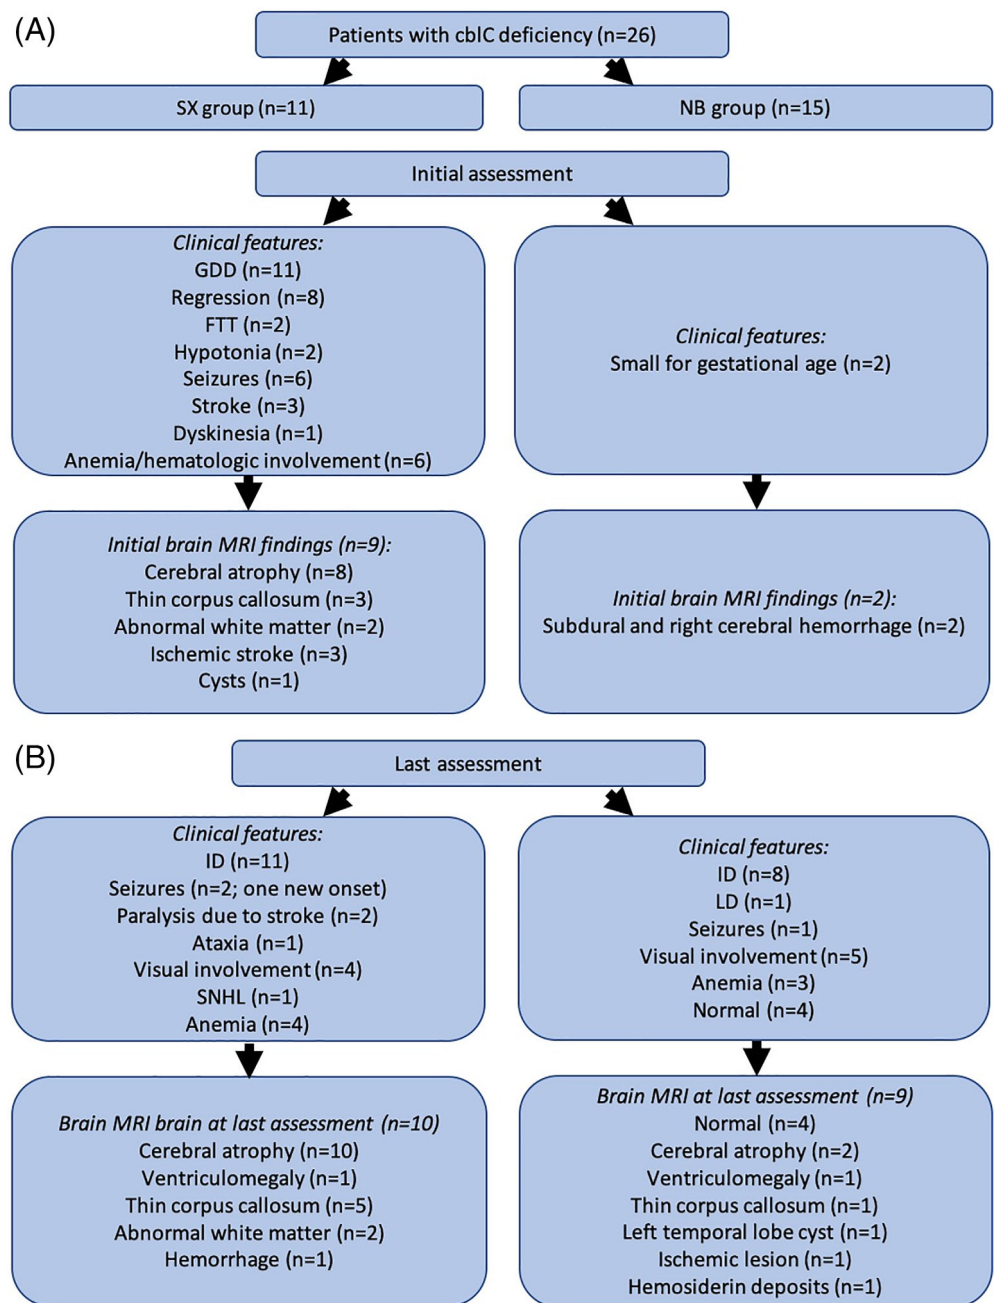 (A)
Patients with cblC deficiency (n=26)
SX group (n=11)
NB group (n=15)
Initial assessment
Clinical features:
GDD (n=11)
Regression (n=8)
FTT (n=2)
Hypotonia (n=2)
Seizures (n=6)
Stroke (n=3)
Dyskinesia (n=1)
Anemia/hematologic involvement (n=6)
Clinical features:
Small for gestational age (n=2)
Initial brain MRI findings (n=9):
Cerebral atrophy (n=8)
Thin corpus callosum (n=3)
Abnormal white matter (n=2)
Ischemic stroke (n=3)
Cysts (n=1)
Initial brain MRI findings (n=2):
Subdural and right cerebral hemorrhage (n=2)
(B)
Last assessment
Clinical features:
ID (n=11)
Seizures (n=2; one new onset)
Paralysis due to stroke (n=2)
Ataxia (n=1)
Visual involvement (n=4)
SNHL (n=1)
Anemia (n=4)
Clinical features:
ID (n=8)
LD (n=1)
Seizures (n=1)
Visual involvement (n=5)
Anemia (n=3)
Normal (n=4)
Brain MRI brain at last assessment (n=10)
Cerebral atrophy (n=10)
Ventriculomegaly (n=1)
Thin corpus callosum (n=5)
Abnormal white matter (n=2)
Hemorrhage (n=1)
Brain MRI at last assessment (n=9)
Normal (n=4)
Cerebral atrophy (n=2)
Ventriculomegaly (n=1)
Thin corpus callosum (n=1)
Left temporal lobe cyst (n=1)
Ischemic lesion (n=1)
Hemosiderin deposits (n=1)